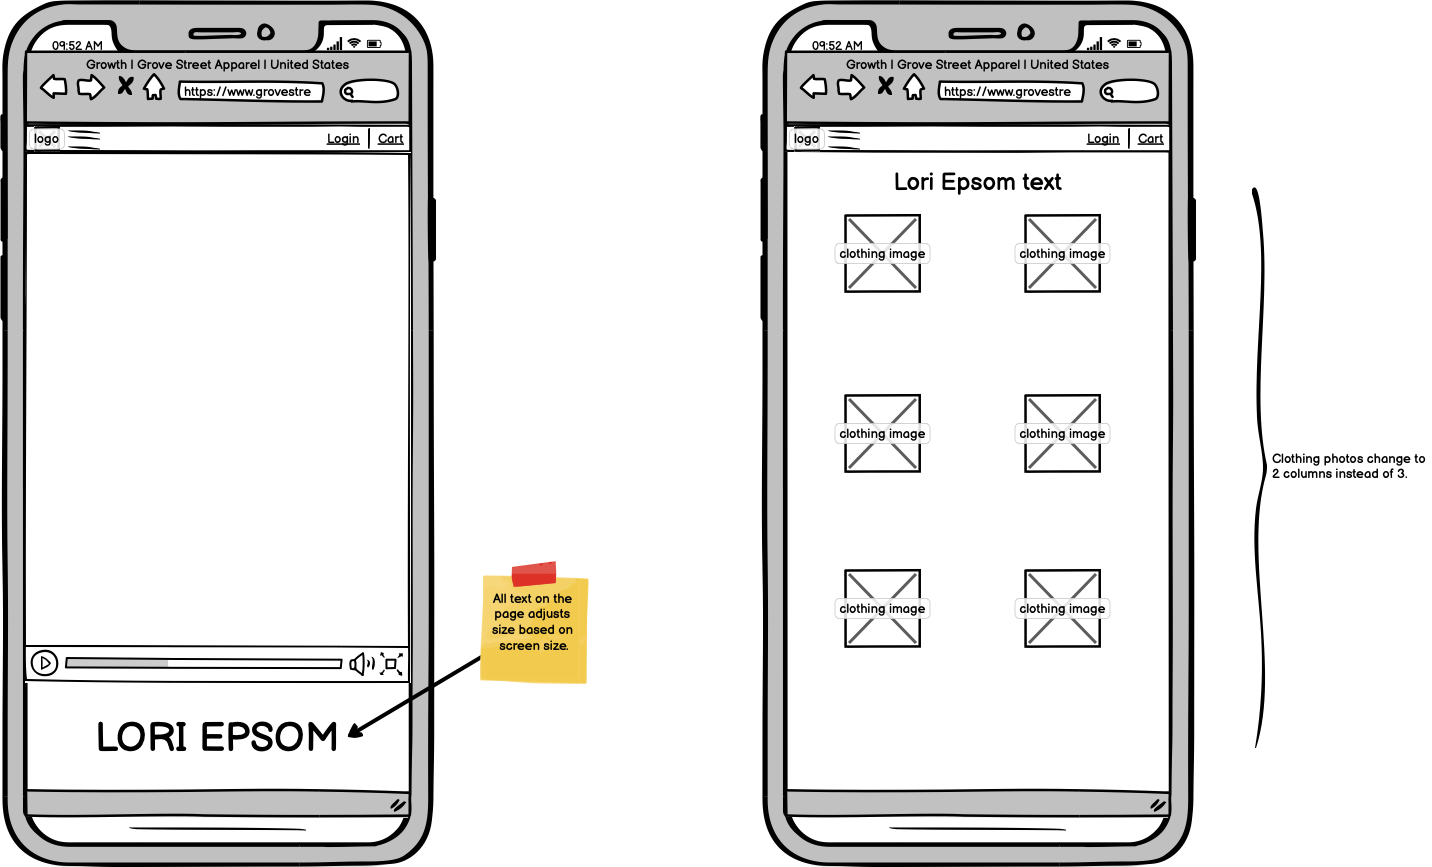 09:52 AM
Growth | Grove Street Apparel | United States
https://www.grovestre
logo
Login
Cart
All text on the
page adjusts
size based on
screen size.
LORI EPSOM
09:52 AM
Growth | Grove Street Apparel | United States
https://www.grovestre
logo
Login
Cart
Lori Epsom text
clothing image
clothing image
clothing image
clothing image
clothing image
clothing image
Clothing photos change to
2 columns instead of 3.